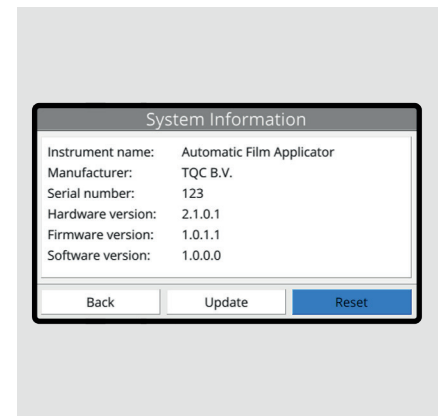 System Information
Instrument name: Automatic Film Applicator
Manufacturer: TQC B.V.
Serial number: 123
Hardware version: 2.1.0.1
Firmware version: 1.0.1.1
Software version: 1.0.0.0
Back Update Reset